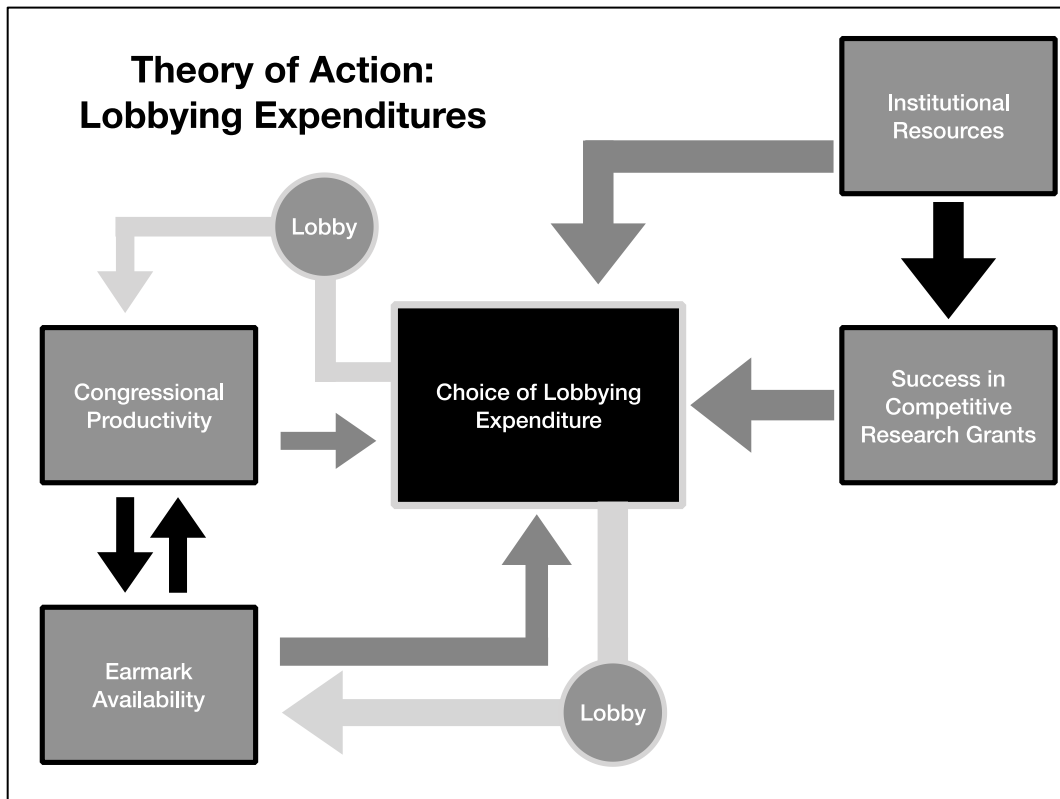 Theory of Action:
Lobbying Expenditures
Institutional
Resources
Lobby
Congressional
Productivity
Choice of Lobbying
Expenditure
Success in
Competitive
Research Grants
Earmark
Availability
Lobby